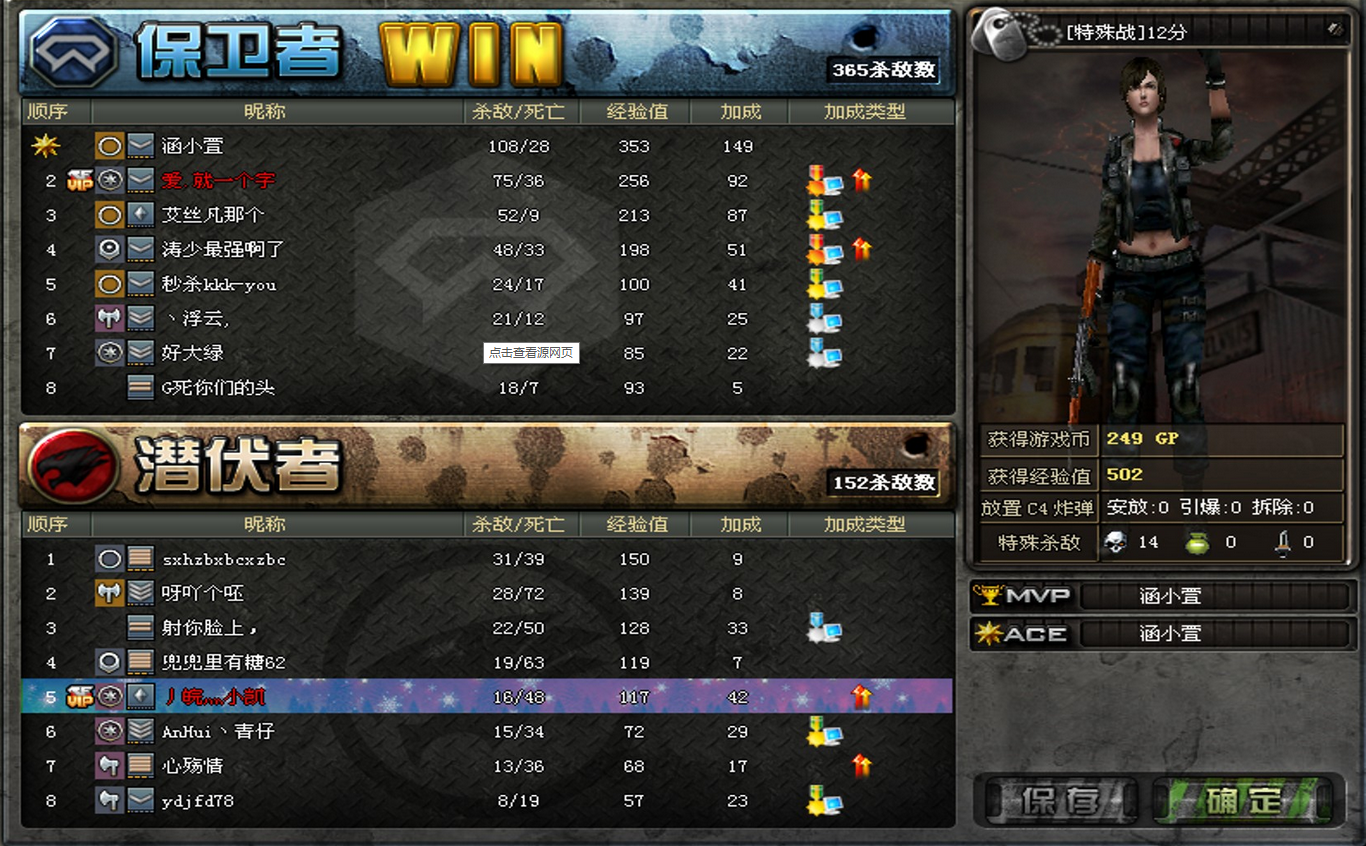 保卫者 WIN 365杀敌数
顺序 昵称 杀敌/死亡 经验值 加成 加成类型
涵小萱 108/28 353 149
2 VIP 爱.就一个字 75/36 256 92
3 艾丝凡那个 52/9 213 87
4 涛少最强啊了 48/33 198 51
5 秒杀kkk-you 24/17 100 41
6 丶浮云, 21/12 97 25
7 好大绿 点击查看源网页 85 22
8 G死你们的头 18/7 93 5
潜伏者 152杀敌数
顺序 昵称 杀敌/死亡 经验值 加成 加成类型
1 sxhzbxbcxzbc 31/39 150 9
2 呀吖个呸 28/72 139 8
3 射你脸上， 22/50 128 33
4 兜兜里有糖62 19/63 119 7
5 VIP 丿皖灬小凯 16/48 117 42
6 AnHui丶青仔 15/34 72 29
7 心殇情 13/36 68 17
8 ydjfd78 8/19 57 23
[特殊战]12分
获得游戏币 249 GP
获得经验值 502
放置 C4 炸弹 安放:0 引爆:0 拆除:0
特殊杀敌 14 0 0
MVP 涵小萱
ACE 涵小萱
保存 确定